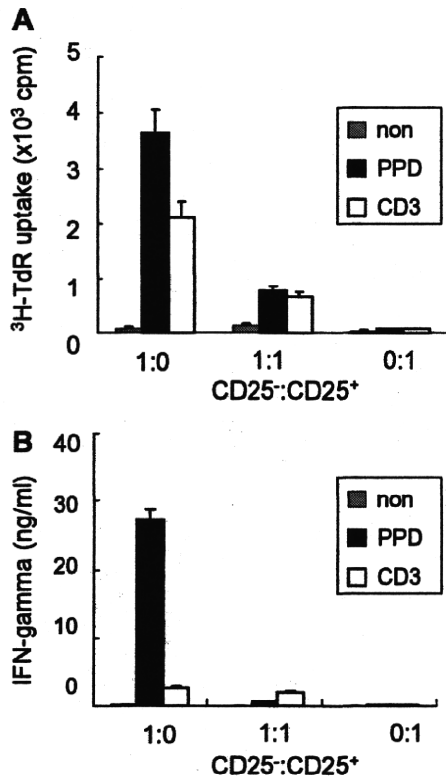 A
³H-TdR uptake (x10³ cpm)
5
4
3
2
1
0
non
PPD
CD3
1:0 1:1 0:1
CD25⁻:CD25⁺
B
IFN-gamma (ng/ml)
40
30
20
10
0
non
PPD
CD3
1:0 1:1 0:1
CD25⁻:CD25⁺